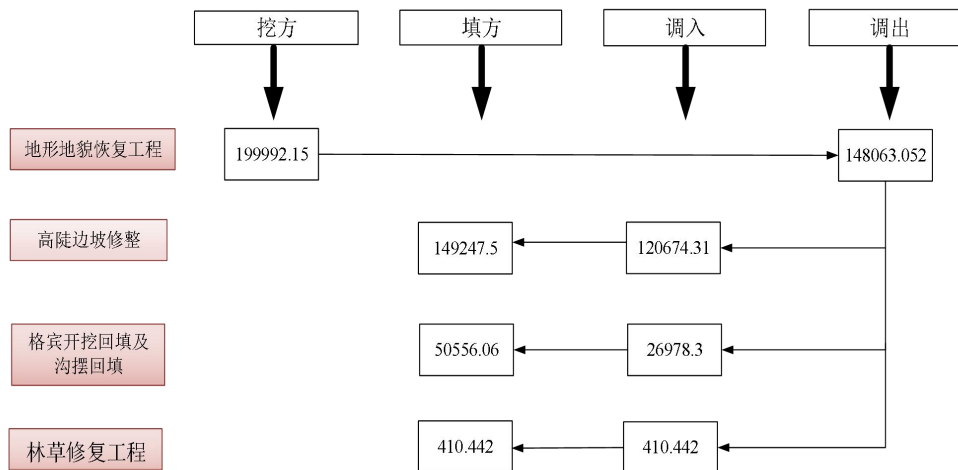 挖方
填方
调入
调出
地形地貌恢复工程
199992.15
148063.052
高陡边坡修整
149247.5
120674.31
格宾开挖回填及
沟摆回填
50556.06
26978.3
林草修复工程
410.442
410.442